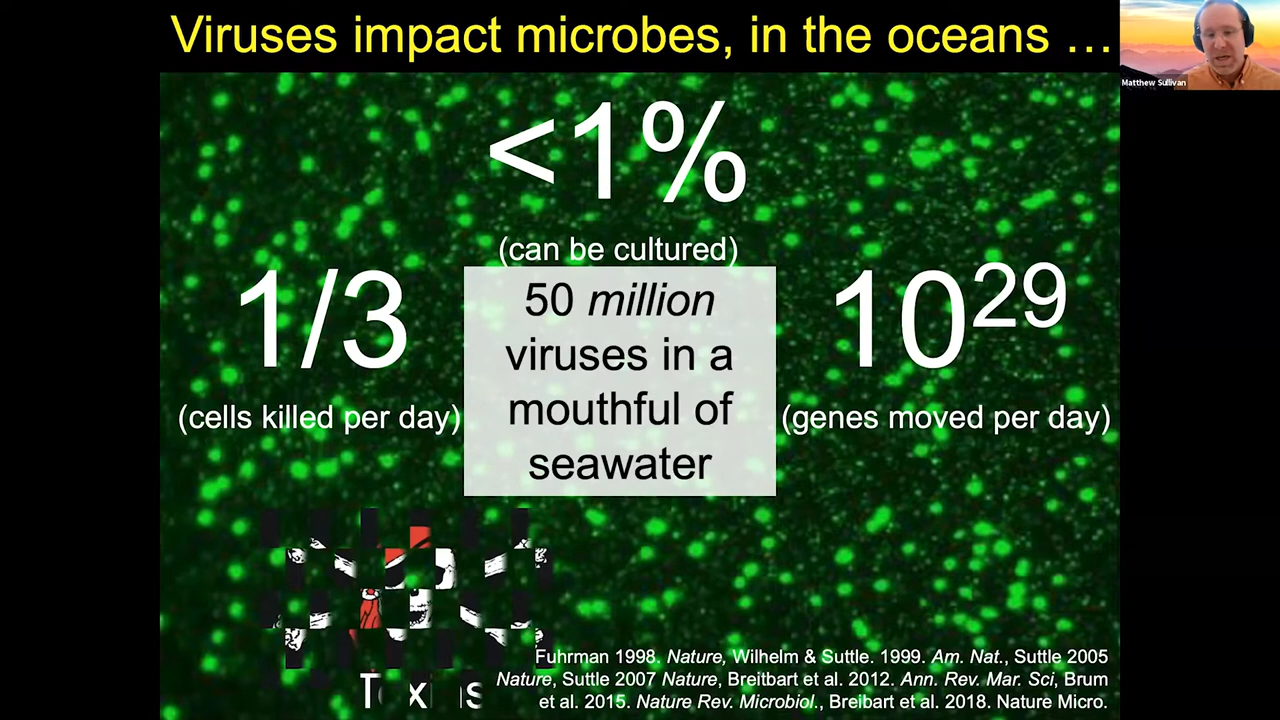 Viruses impact microbes, in the oceans …
Matthew Sullivan
<1%
(can be cultured)
1/3
(cells killed per day)
50 million
viruses in a
mouthful of
seawater
10²⁹
(genes moved per day)
Fuhrman 1998. Nature, Wilhelm & Suttle. 1999. Am. Nat., Suttle 2005
Nature, Suttle 2007 Nature, Breitbart et al. 2012. Ann. Rev. Mar. Sci, Brum
et al. 2015. Nature Rev. Microbiol., Breibart et al. 2018. Nature Micro.